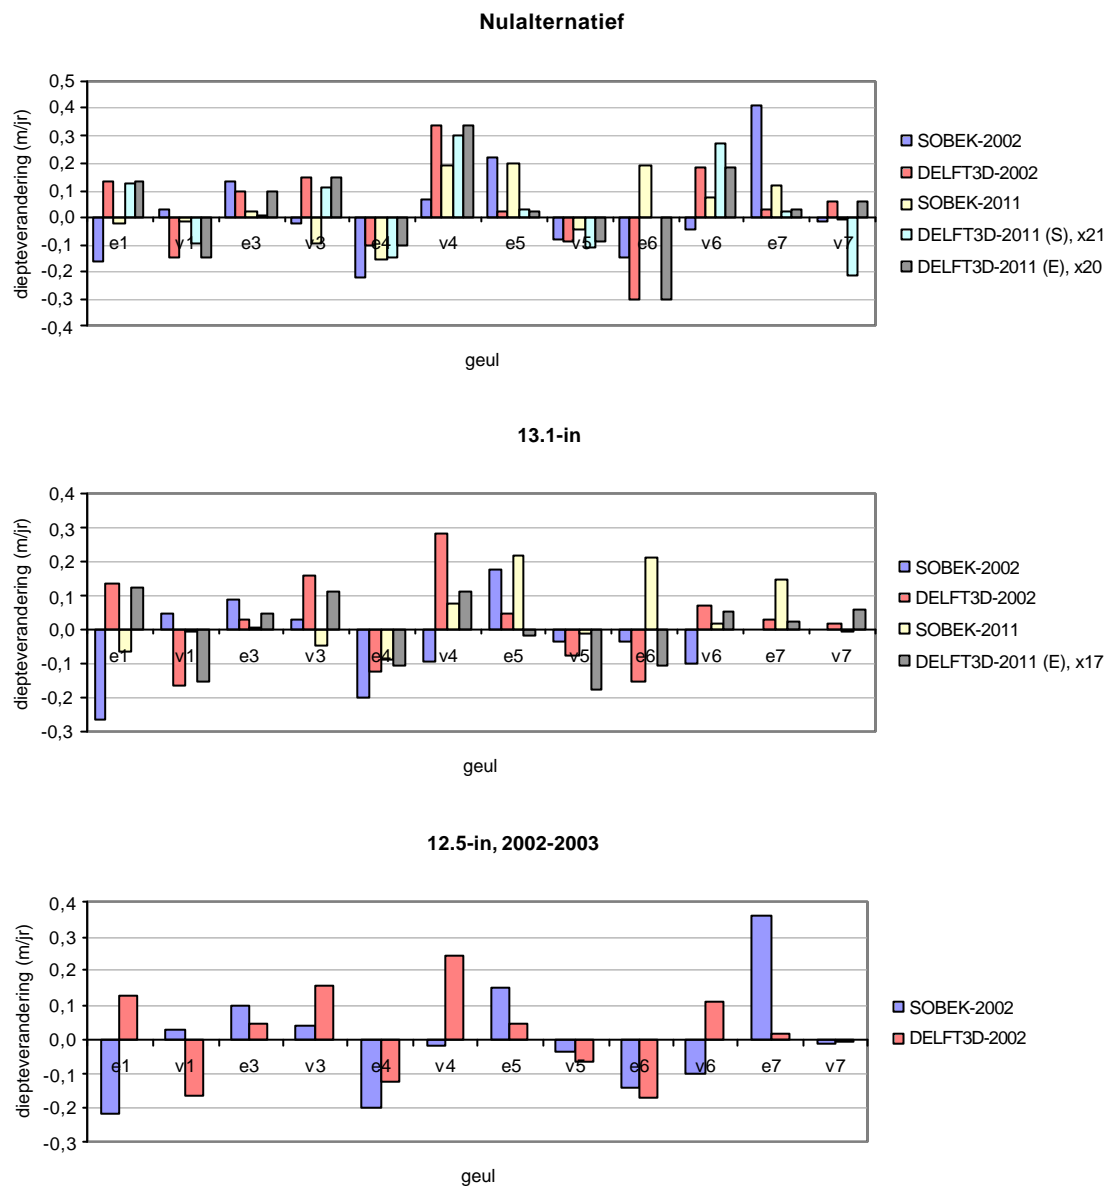 Nulalternatief
diepteverandering (m/jr)
0,5
0,4
0,3
0,2
0,1
0,0
-0,1
-0,2
-0,3
-0,4
e1 v1 e3 v3 e4 v4 e5 v5 e6 v6 e7 v7
geul
SOBEK-2002
DELFT3D-2002
SOBEK-2011
DELFT3D-2011 (S), x21
DELFT3D-2011 (E), x20
13.1-in
diepteverandering (m/jr)
0,4
0,3
0,2
0,1
0,0
-0,1
-0,2
-0,3
e1 v1 e3 v3 e4 v4 e5 v5 e6 v6 e7 v7
geul
SOBEK-2002
DELFT3D-2002
SOBEK-2011
DELFT3D-2011 (E), x17
12.5-in, 2002-2003
diepteverandering (m/jr)
0,4
0,3
0,2
0,1
0,0
-0,1
-0,2
-0,3
e1 v1 e3 v3 e4 v4 e5 v5 e6 v6 e7 v7
geul
SOBEK-2002
DELFT3D-2002